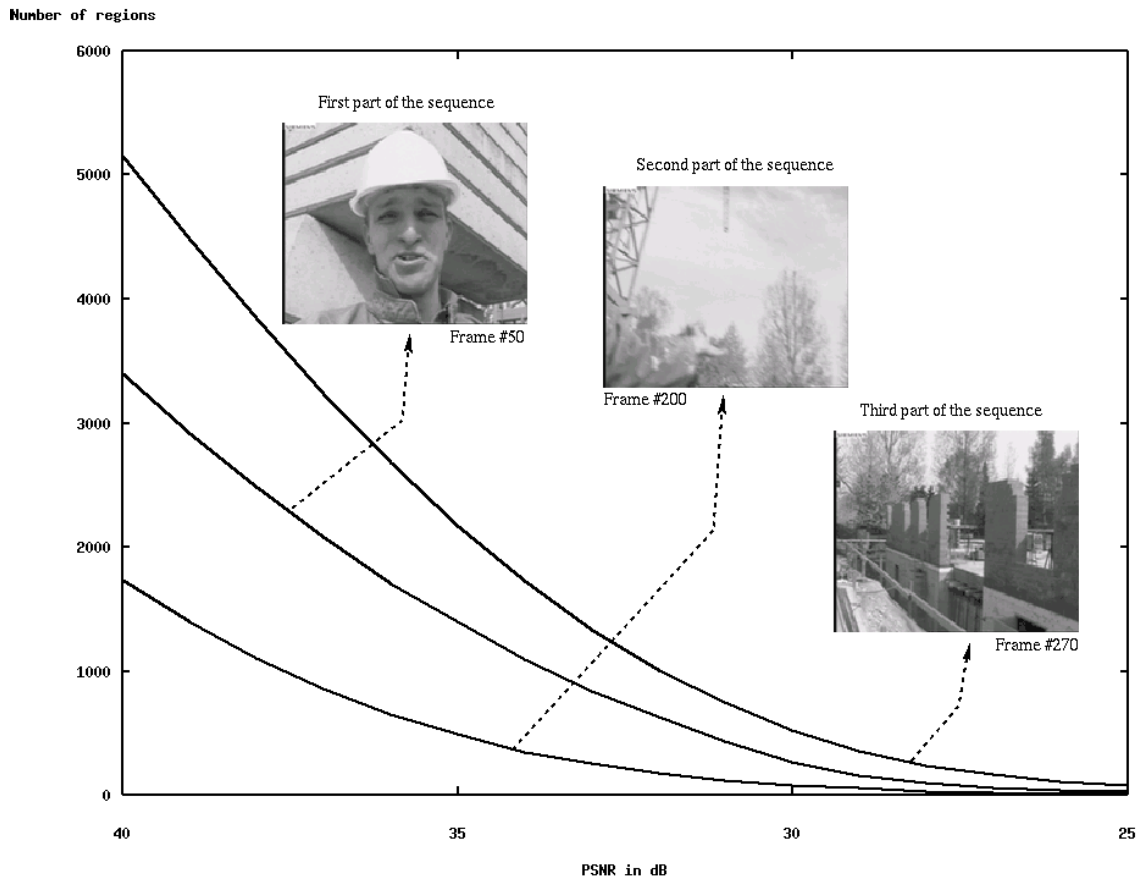 Number of regions
6000
5000
4000
3000
2000
1000
0
40
35
30
25
PSNR in dB
First part of the sequence
Frame #50
Second part of the sequence
Frame #200
Third part of the sequence
Frame #270